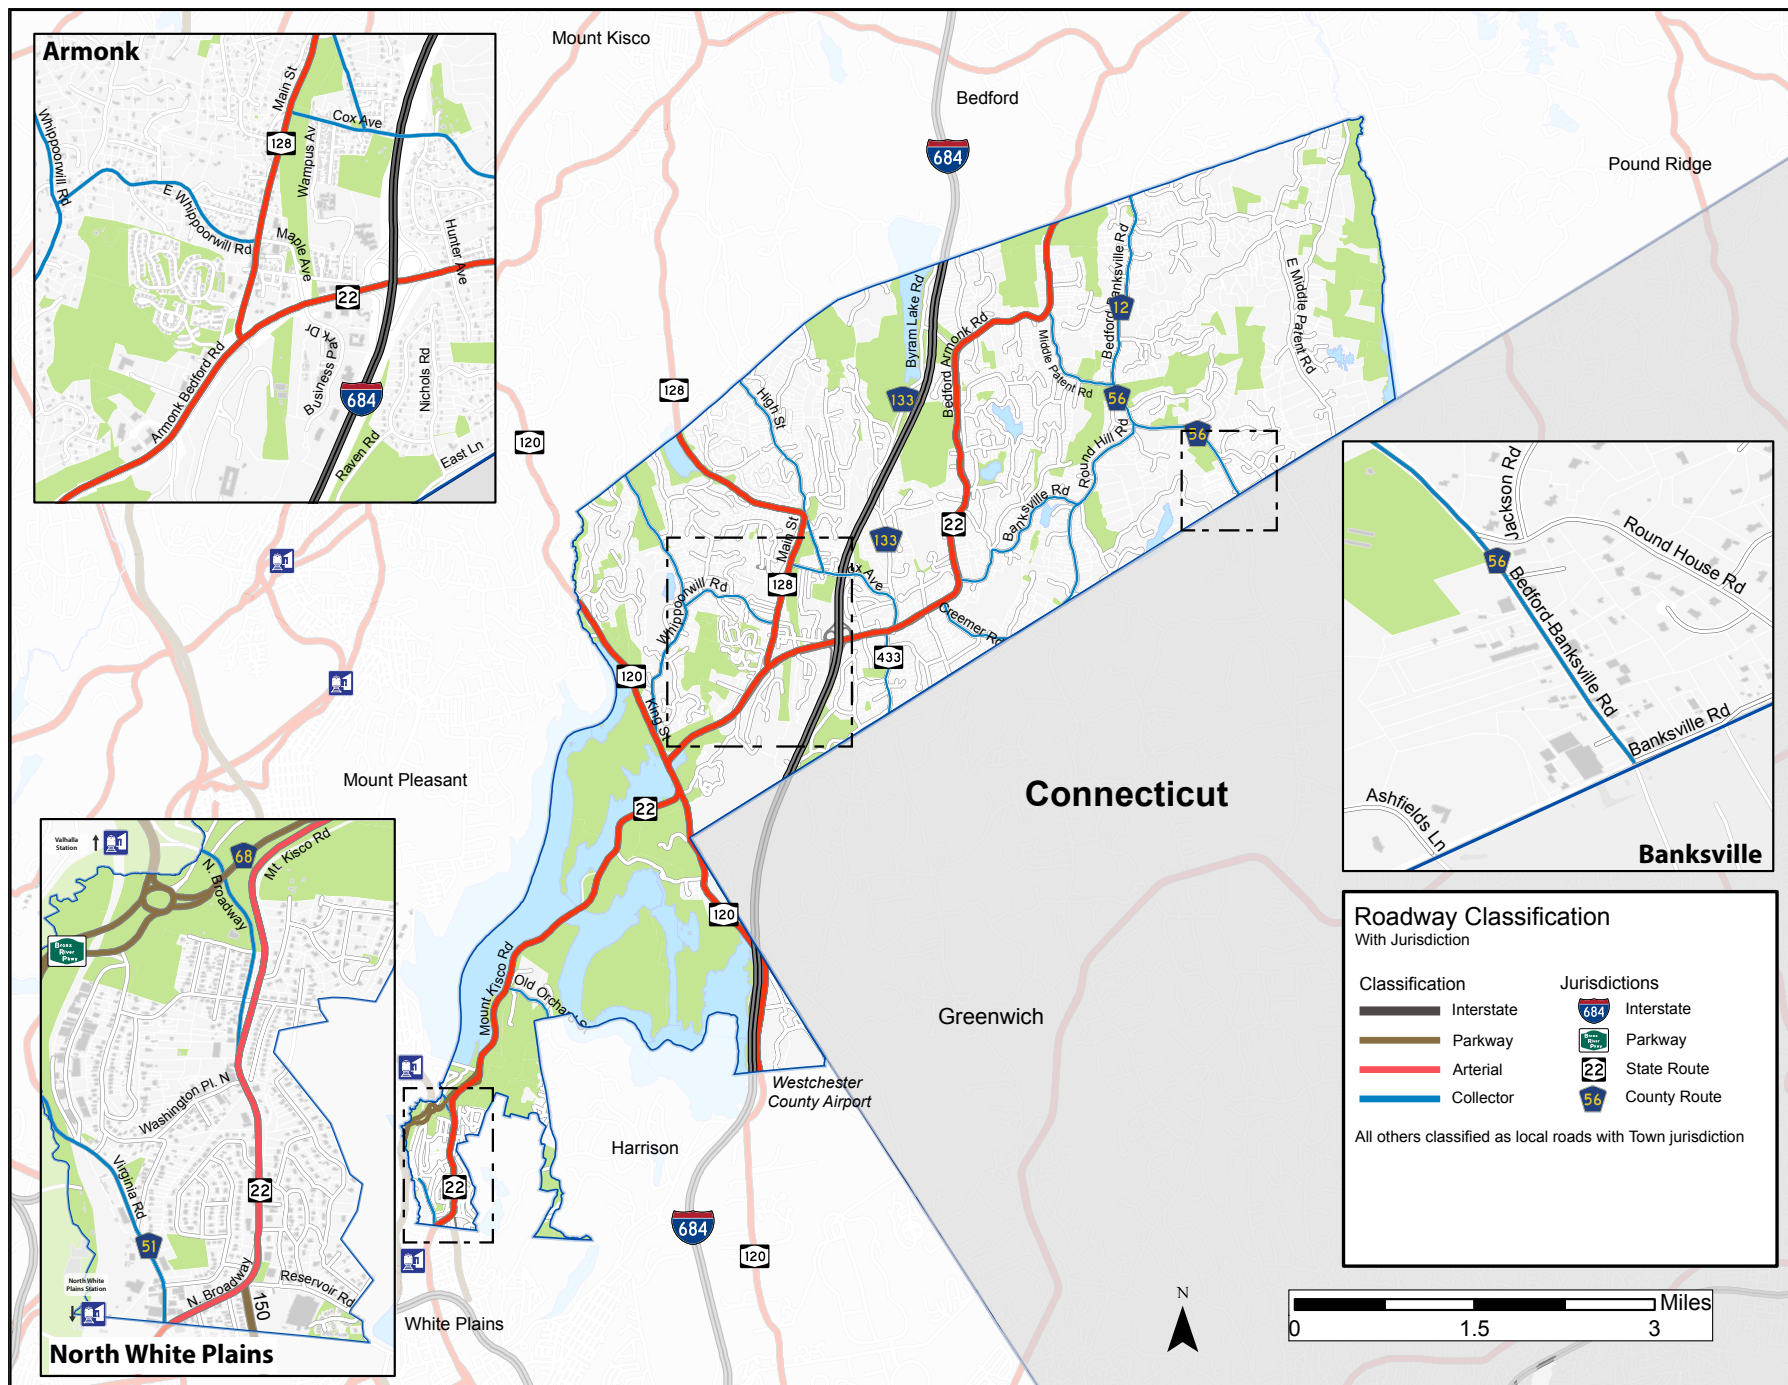 Armonk
Main St
128
Cox Ave
Wampus Av
Whippoorwill Rd
E Whippoorwill Rd
Maple Ave
Hunter Ave
22
Business Park Dr
Armonk Bedford Rd
684
Nichols Rd
Raven Rd
East Ln
Mount Kisco
Bedford
684
Pound Ridge
Byram Lake Rd
Bedford-Banksville Rd
12
E Middle Patent Rd
Bedford Armonk Rd
Middle Patent Rd
128
High St
133
56
120
56
Round Hill Rd
Banksville Rd
22
133
Main St
128
Whippoorwill Rd
Creemer Rd
433
120
King St
Mount Pleasant
22
Connecticut
120
Mount Kisco Rd
Old Orchard St
Greenwich
Westchester
County Airport
Harrison
22
684
120
White Plains
Jackson Rd
Round House Rd
56
Bedford-Banksville Rd
Banksville Rd
Ashfields Ln
Banksville
Valhalla
Station
68
Mt. Kisco Rd
N. Broadway
Bronx
River
Pkwy
Washington Pl. N
Virginia Rd
22
51
North White
Plains Station
N. Broadway
150
Reservoir Rd
North White Plains
Roadway Classification
With Jurisdiction
Classification
Jurisdictions
Interstate
684
Interstate
Parkway
Bronx
River
Pkwy
Parkway
Arterial
22
State Route
Collector
56
County Route
All others classified as local roads with Town jurisdiction
N
Miles
0
1.5
3